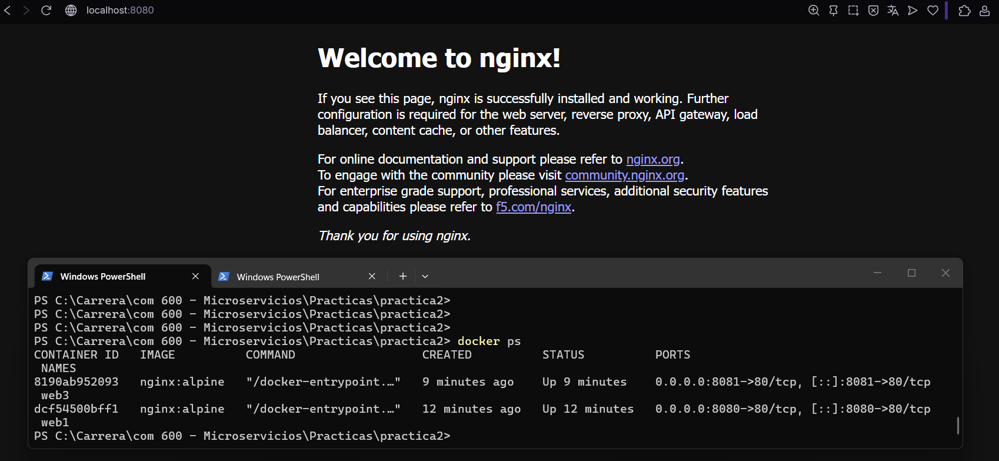 localhost:8080
Welcome to nginx!
If you see this page, nginx is successfully installed and working. Further
configuration is required for the web server, reverse proxy, API gateway, load
balancer, content cache, or other features.
For online documentation and support please refer to nginx.org.
To engage with the community please visit community.nginx.org.
For enterprise grade support, professional services, additional security features
and capabilities please refer to f5.com/nginx.
Thank you for using nginx.
Windows PowerShell
Windows PowerShell
PS C:\Carrera\com 600 - Microservicios\Practicas\practica2>
PS C:\Carrera\com 600 - Microservicios\Practicas\practica2>
PS C:\Carrera\com 600 - Microservicios\Practicas\practica2>
PS C:\Carrera\com 600 - Microservicios\Practicas\practica2> docker ps
CONTAINER ID   IMAGE          COMMAND                  CREATED          STATUS          PORTS
NAMES
8190ab952093   nginx:alpine   "/docker-entrypoint.…"   9 minutes ago    Up 9 minutes    0.0.0.0:8081->80/tcp, [::]:8081->80/tcp
web3
dcf54500bff1   nginx:alpine   "/docker-entrypoint.…"   12 minutes ago   Up 12 minutes   0.0.0.0:8080->80/tcp, [::]:8080->80/tcp
web1
PS C:\Carrera\com 600 - Microservicios\Practicas\practica2>